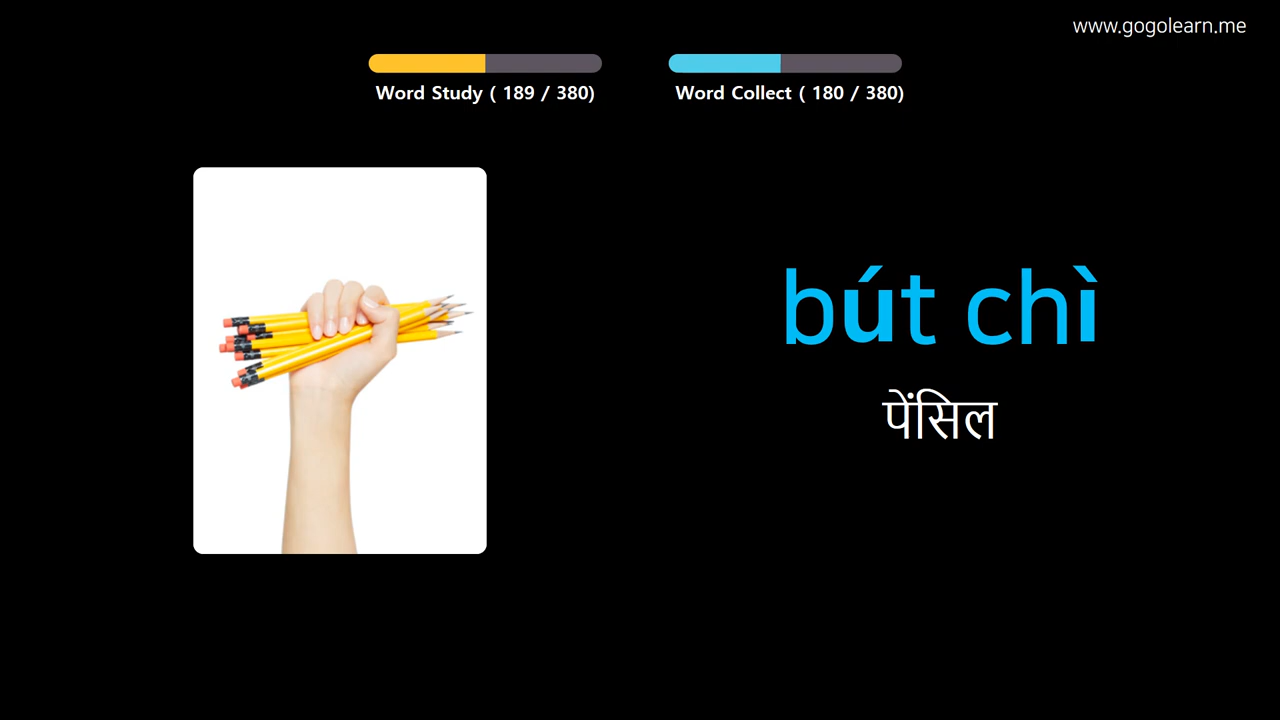 www.gogolearn.me
Word Study ( 189 / 380)
Word Collect ( 180 / 380)
bút chì
पेंसिल